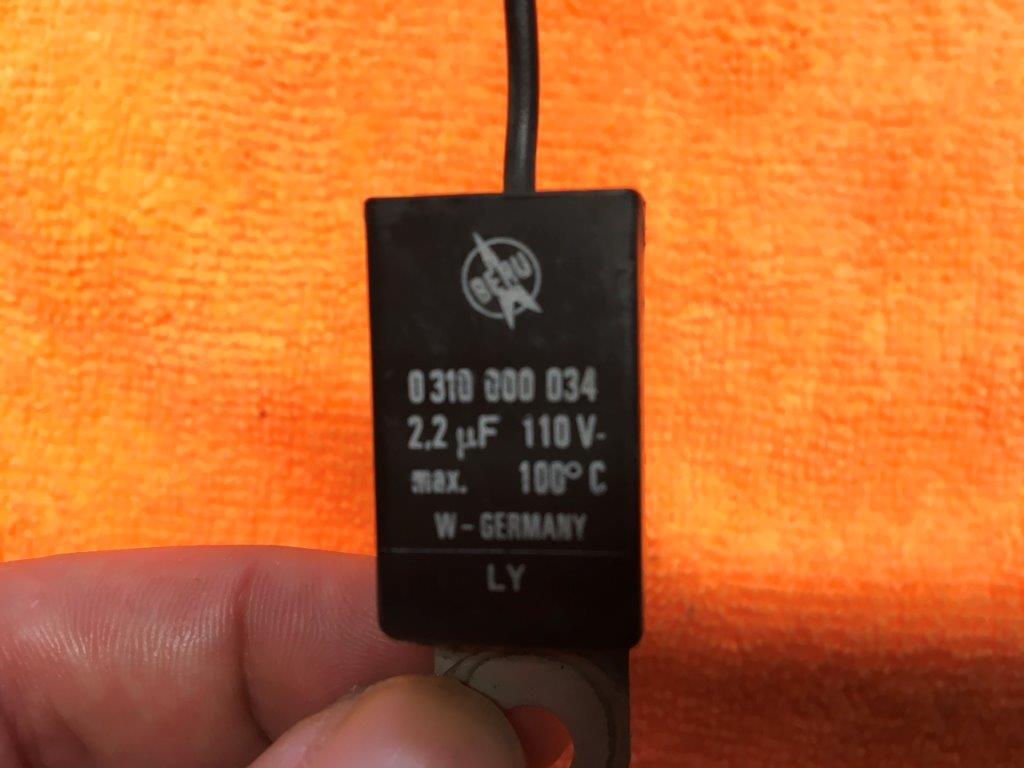 BERU
0 310 000 034
2,2 µF 110 V-
max. 100° C
W - GERMANY
LY